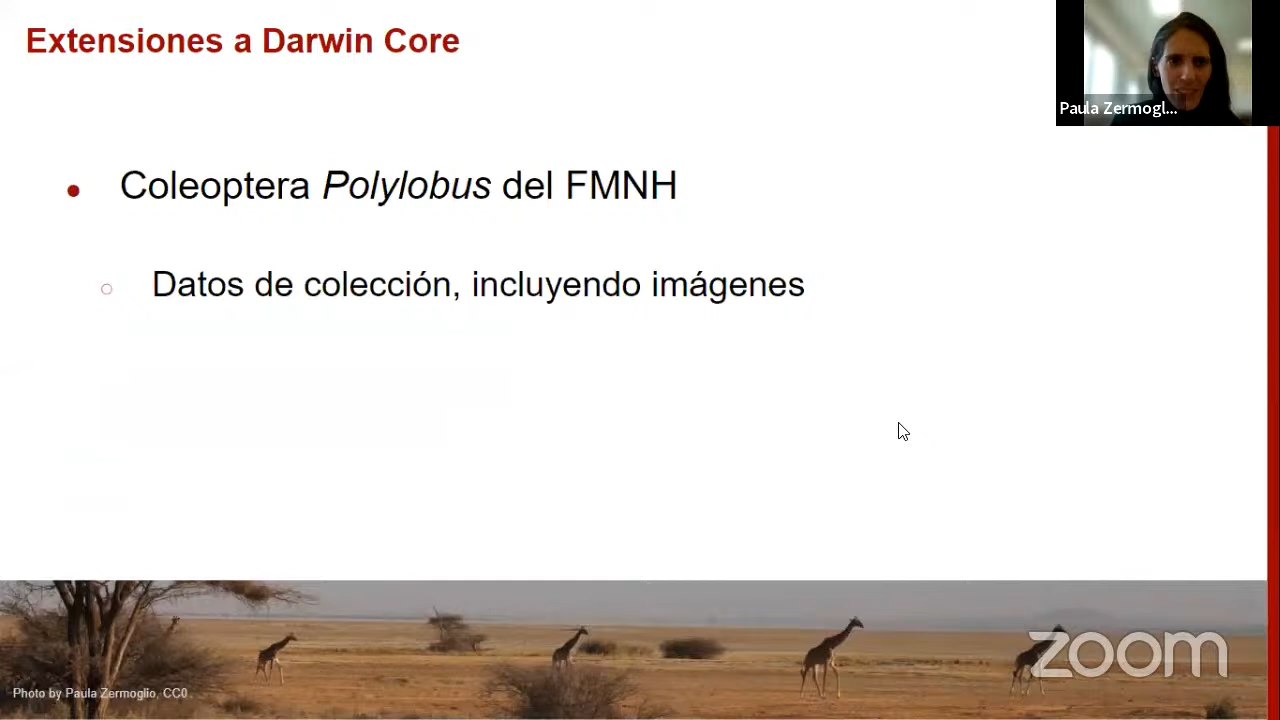 Extensiones a Darwin Core
Paula Zermogl...
• Coleoptera Polylobus del FMNH
○ Datos de colección, incluyendo imágenes
zoom
Photo by Paula Zermoglio, CC0